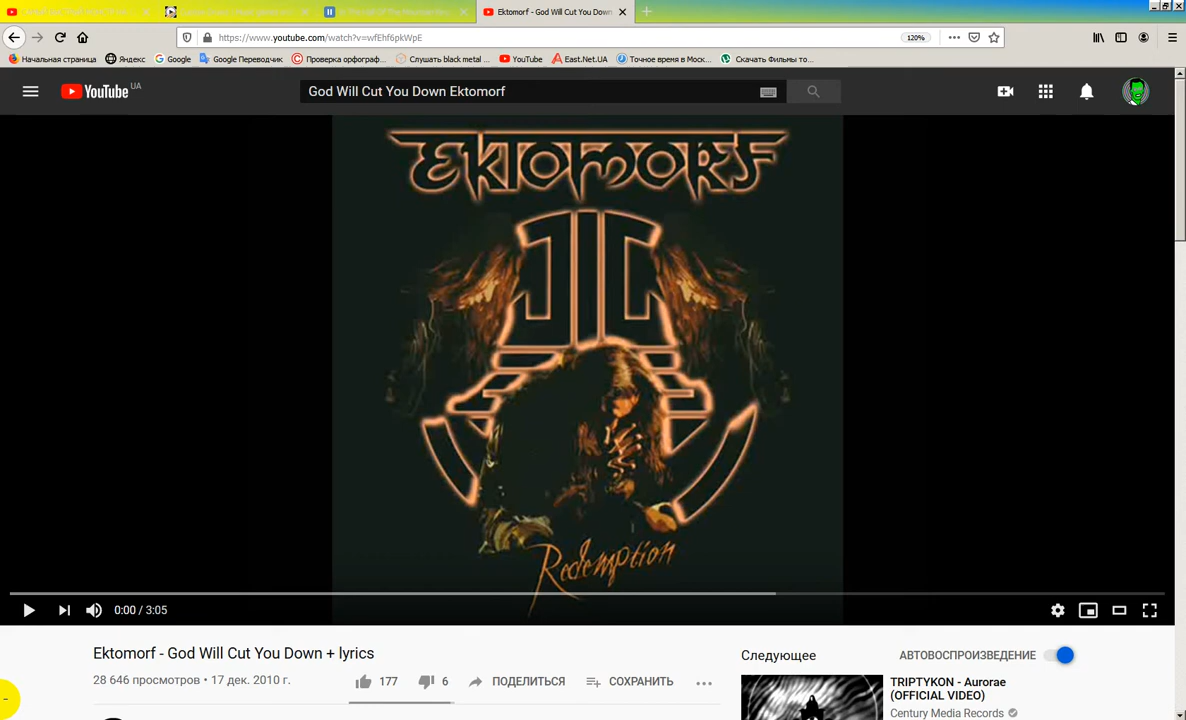 Ektomorf - God Will Cut You Down
https://www.youtube.com/watch?v=wfEhf6pkWpE
120%
Начальная страница Яндекс Google Google Переводчик Проверка орфограф... Слушать black metal ... YouTube East.Net.UA Точное время в Моск... Скачать Фильмы то...
YouTube UA
God Will Cut You Down Ektomorf
EKTOMORF
Redemption
0:00 / 3:05
Ektomorf - God Will Cut You Down + lyrics
28 646 просмотров • 17 дек. 2010 г.
177
6
ПОДЕЛИТЬСЯ
СОХРАНИТЬ
Следующее
АВТОВОСПРОИЗВЕДЕНИЕ
TRIPTYKON - Aurorae
(OFFICIAL VIDEO)
Century Media Records